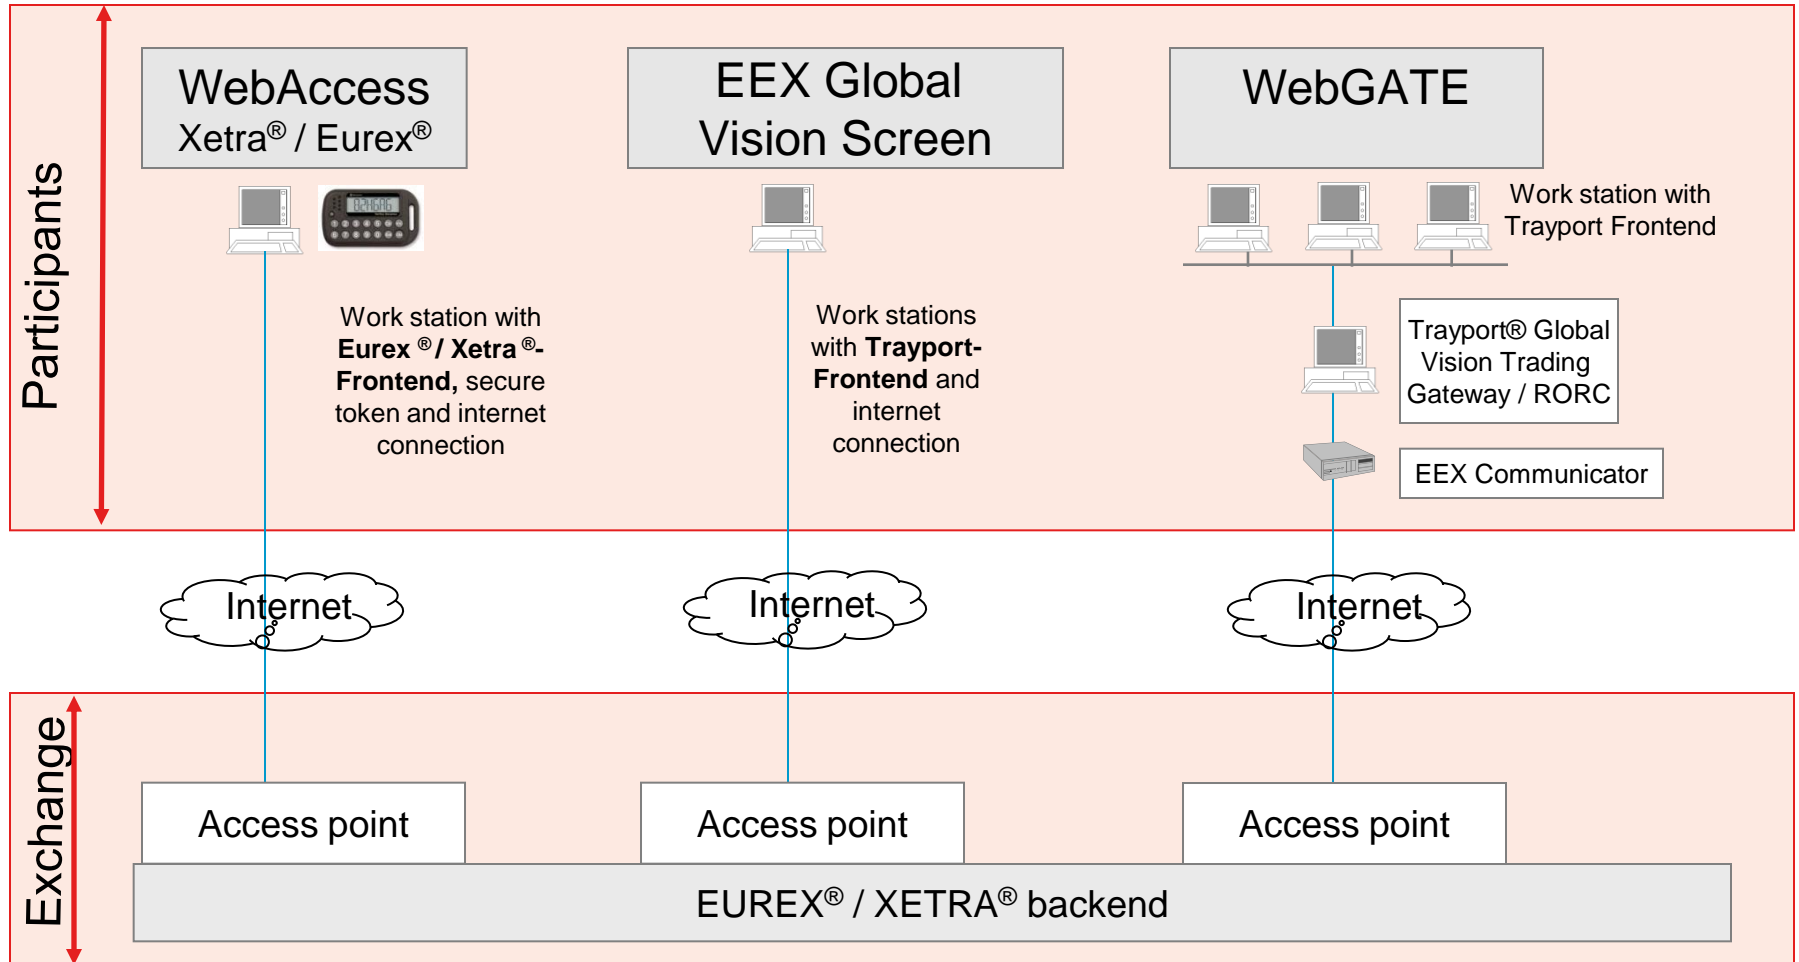 Participants
WebAccess
Xetra® / Eurex®
EEX Global
Vision Screen
WebGATE
Work station with
Trayport Frontend
Work station with
Eurex ® / Xetra ®-
Frontend, secure
token and internet
connection
Work stations
with Trayport-
Frontend and
internet
connection
Trayport® Global
Vision Trading
Gateway / RORC
EEX Communicator
Internet
Internet
Internet
Exchange
Access point
Access point
Access point
EUREX® / XETRA® backend